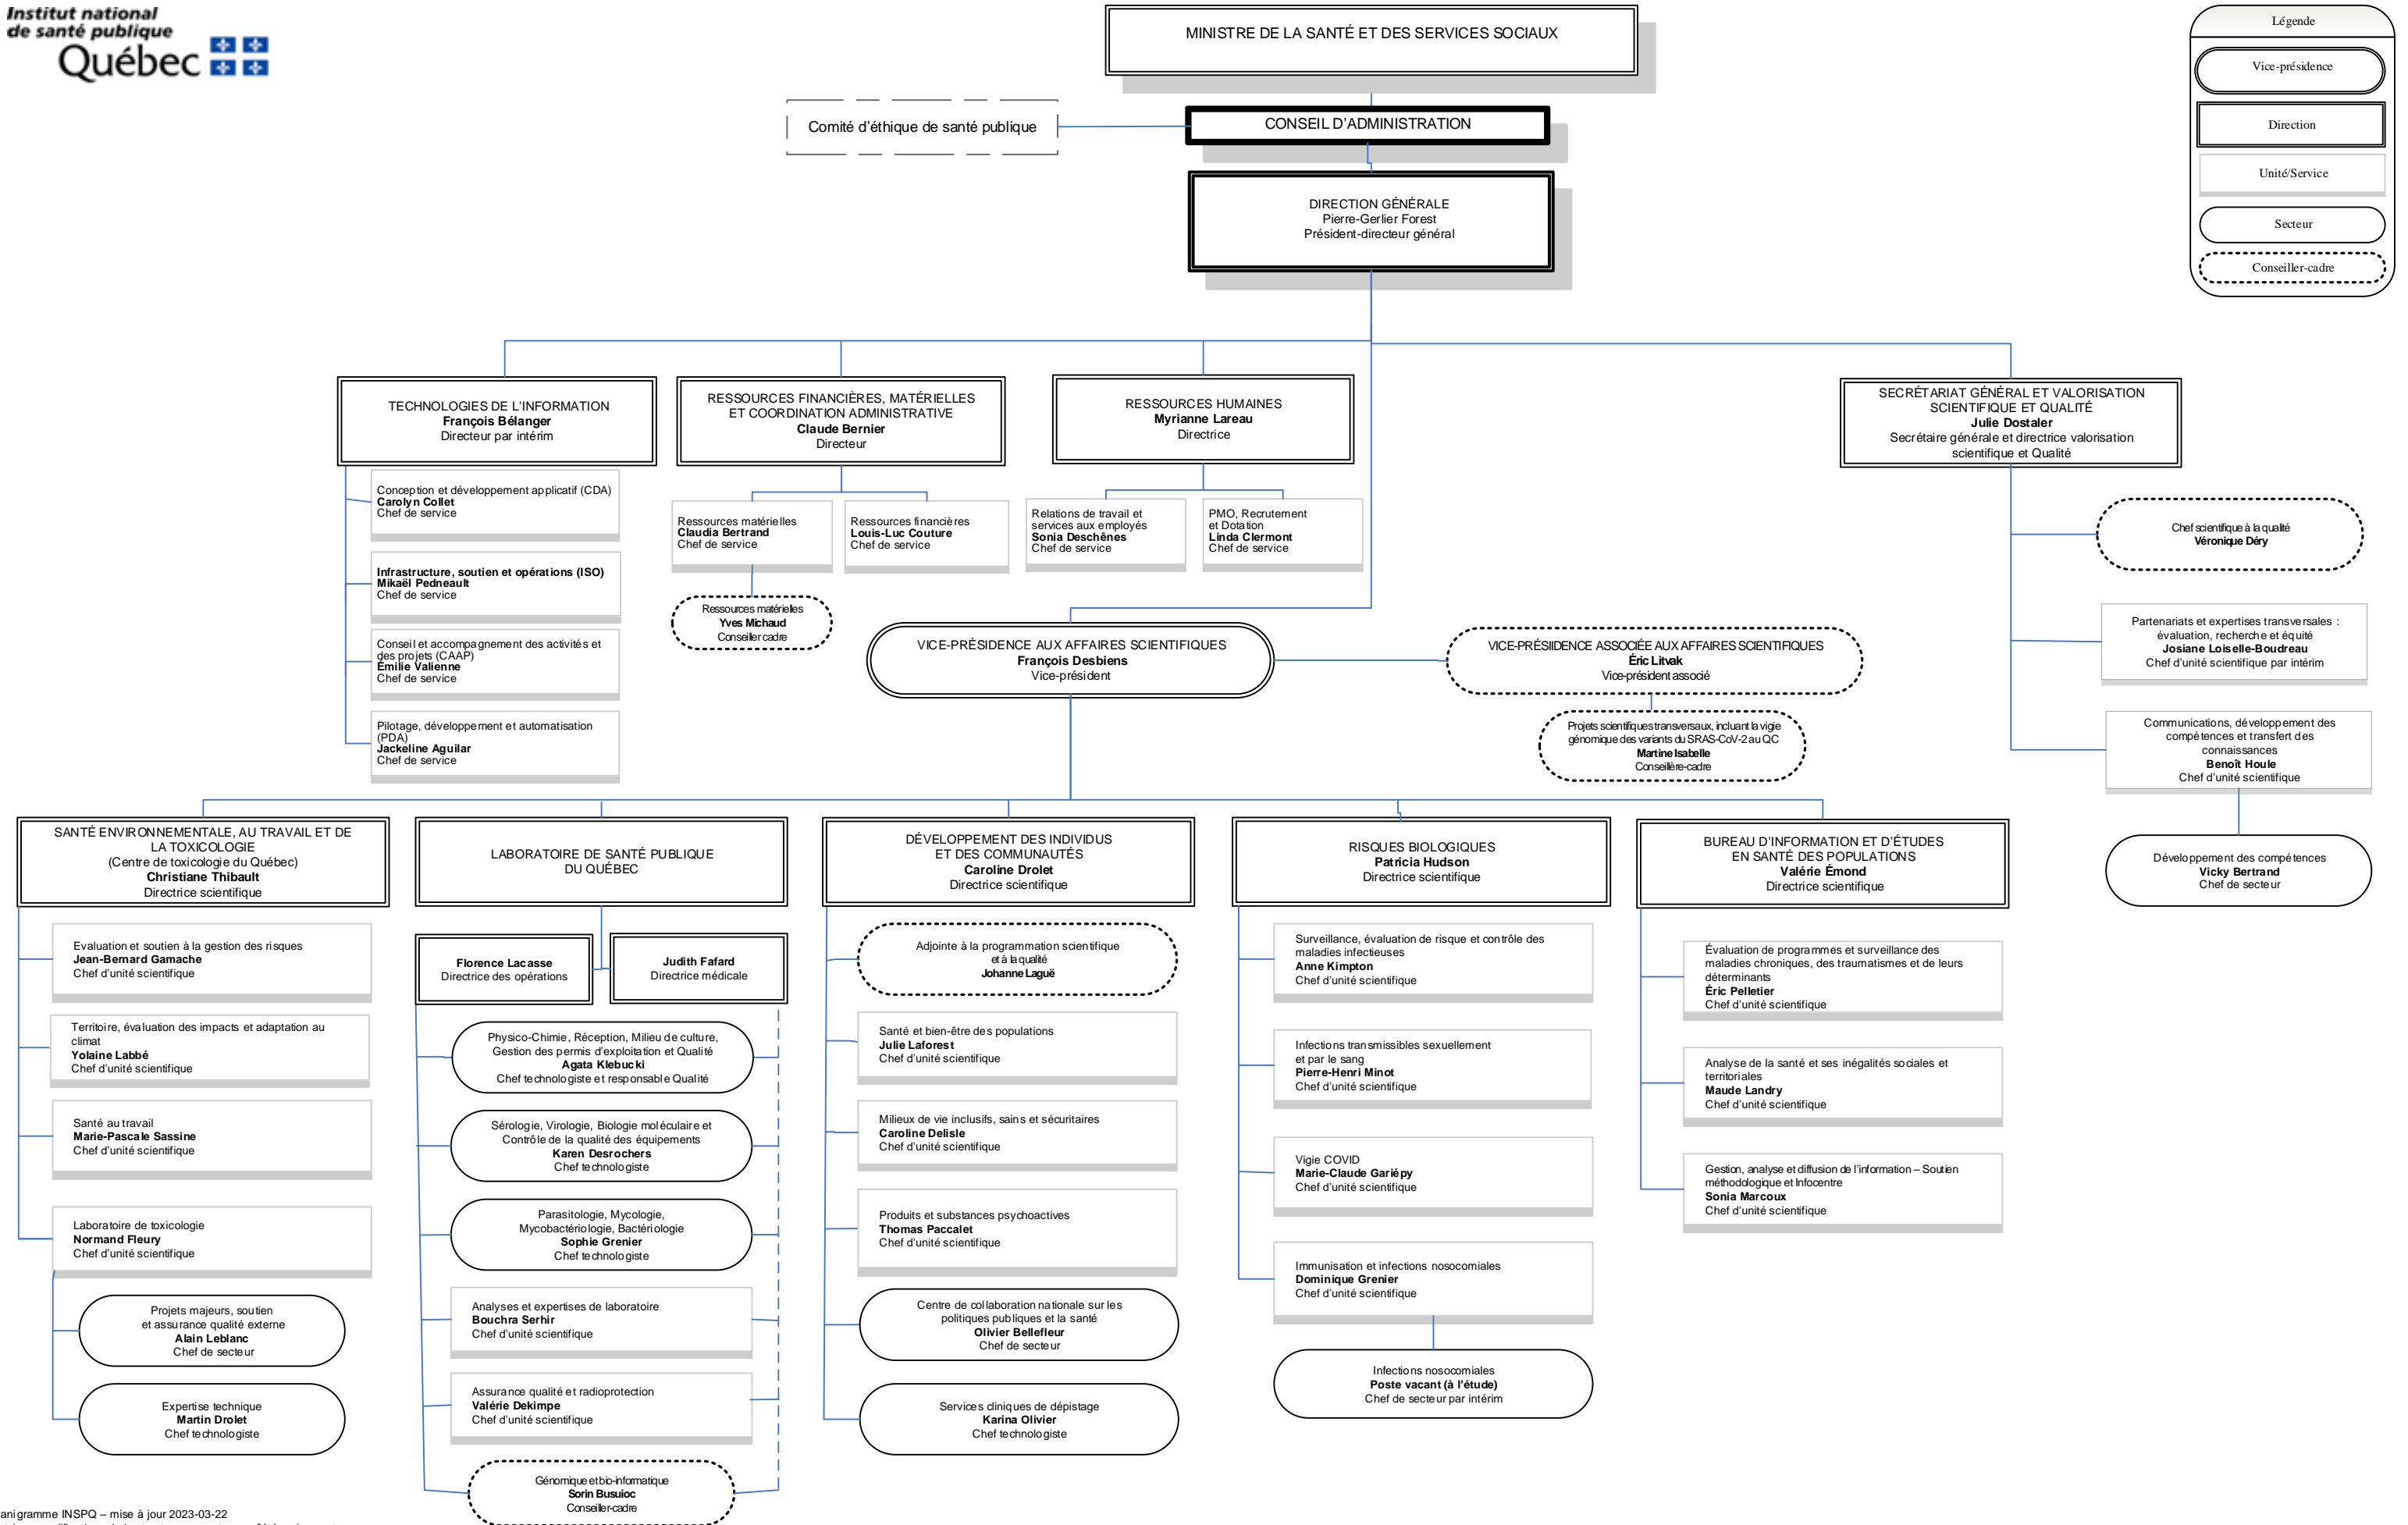 Institut national
de santé publique
Québec
MINISTRE DE LA SANTÉ ET DES SERVICES SOCIAUX
Comité d'éthique de santé publique
CONSEIL D'ADMINISTRATION
DIRECTION GÉNÉRALE
Pierre-Gerlier Forest
Président-directeur général
Légende
Vice-présidence
Direction
Unité/Service
Secteur
Conseiller-cadre
TECHNOLOGIES DE L'INFORMATION
François Bélanger
Directeur par intérim
RESSOURCES FINANCIÈRES, MATÉRIELLES
ET COORDINATION ADMINISTRATIVE
Claude Bernier
Directeur
RESSOURCES HUMAINES
Myrianne Lareau
Directrice
SECRÉTARIAT GÉNÉRAL ET VALORISATION
SCIENTIFIQUE ET QUALITÉ
Julie Dostaler
Secrétaire générale et directrice valorisation
scientifique et Qualité
Conception et développement applicatif (CDA)
Carolyn Collet
Chef de service
Infrastructure, soutien et opérations (ISO)
Mikaël Pedneault
Chef de service
Conseil et accompagnement des activités et
des projets (CAAP)
Émilie Valienne
Chef de service
Pilotage, développement et automatisation
(PDA)
Jackeline Aguilar
Chef de service
Ressources matérielles
Claudia Bertrand
Chef de service
Ressources financières
Louis-Luc Couture
Chef de service
Ressources matérielles
Yves Michaud
Conseiller cadre
Relations de travail et
services aux employés
Sonia Deschênes
Chef de service
PMO, Recrutement
et Dotation
Linda Clermont
Chef de service
Chef scientifique à la qualité
Véronique Déry
Partenariats et expertises transversales :
évaluation, recherche et équité
Josiane Loiselle-Boudreau
Chef d'unité scientifique par intérim
Communications, développement des
compétences et transfert des
connaissances
Benoît Houle
Chef d'unité scientifique
Développement des compétences
Vicky Bertrand
Chef de secteur
VICE-PRÉSIDENCE AUX AFFAIRES SCIENTIFIQUES
François Desbiens
Vice-président
VICE-PRÉSIIDENCE ASSOCIÉE AUX AFFAIRES SCIENTIFIQUES
Éric Litvak
Vice-président associé
Projets scientifiques transversaux, incluant la vigie
génomique des variants du SRAS-CoV-2 au QC
Martine Isabelle
Conseillère-cadre
SANTÉ ENVIRONNEMENTALE, AU TRAVAIL ET DE
LA TOXICOLOGIE
(Centre de toxicologie du Québec)
Christiane Thibault
Directrice scientifique
Evaluation et soutien à la gestion des risques
Jean-Bernard Gamache
Chef d'unité scientifique
Territoire, évaluation des impacts et adaptation au
climat
Yolaine Labbé
Chef d'unité scientifique
Santé au travail
Marie-Pascale Sassine
Chef d'unité scientifique
Laboratoire de toxicologie
Normand Fleury
Chef d'unité scientifique
Projets majeurs, soutien
et assurance qualité externe
Alain Leblanc
Chef de secteur
Expertise technique
Martin Drolet
Chef technologiste
LABORATOIRE DE SANTÉ PUBLIQUE
DU QUÉBEC
Florence Lacasse
Directrice des opérations
Judith Fafard
Directrice médicale
Physico-Chimie, Réception, Milieu de culture,
Gestion des permis d'exploitation et Qualité
Agata Klebucki
Chef technologiste et responsable Qualité
Sérologie, Virologie, Biologie moléculaire et
Contrôle de la qualité des équipements
Karen Desrochers
Chef technologiste
Parasitologie, Mycologie,
Mycobactériologie, Bactériologie
Sophie Grenier
Chef technologiste
Analyses et expertises de laboratoire
Bouchra Serhir
Chef d'unité scientifique
Assurance qualité et radioprotection
Valérie Dekimpe
Chef d'unité scientifique
Génomique et bio-informatique
Sorin Busuioc
Conseiller-cadre
DÉVELOPPEMENT DES INDIVIDUS
ET DES COMMUNAUTÉS
Caroline Drolet
Directrice scientifique
Adjointe à la programmation scientifique
et à la qualité
Johanne Laguë
Santé et bien-être des populations
Julie Laforest
Chef d'unité scientifique
Milieux de vie inclusifs, sains et sécuritaires
Caroline Delisle
Chef d'unité scientifique
Produits et substances psychoactives
Thomas Paccalet
Chef d'unité scientifique
Centre de collaboration nationale sur les
politiques publiques et la santé
Olivier Bellefleur
Chef de secteur
Services cliniques de dépistage
Karina Olivier
Chef technologiste
RISQUES BIOLOGIQUES
Patricia Hudson
Directrice scientifique
Surveillance, évaluation de risque et contrôle des
maladies infectieuses
Anne Kimpton
Chef d'unité scientifique
Infections transmissibles sexuellement
et par le sang
Pierre-Henri Minot
Chef d'unité scientifique
Vigie COVID
Marie-Claude Gariépy
Chef d'unité scientifique
Immunisation et infections nosocomiales
Dominique Grenier
Chef d'unité scientifique
Infections nosocomiales
Poste vacant (à l'étude)
Chef de secteur par intérim
BUREAU D'INFORMATION ET D'ÉTUDES
EN SANTÉ DES POPULATIONS
Valérie Émond
Directrice scientifique
Évaluation de programmes et surveillance des
maladies chroniques, des traumatismes et de leurs
déterminants
Éric Pelletier
Chef d'unité scientifique
Analyse de la santé et ses inégalités sociales et
territoriales
Maude Landry
Chef d'unité scientifique
Gestion, analyse et diffusion de l'information – Soutien
méthodologique et Infocentre
Sonia Marcoux
Chef d'unité scientifique
anigramme INSPQ – mise à jour 2023-03-22